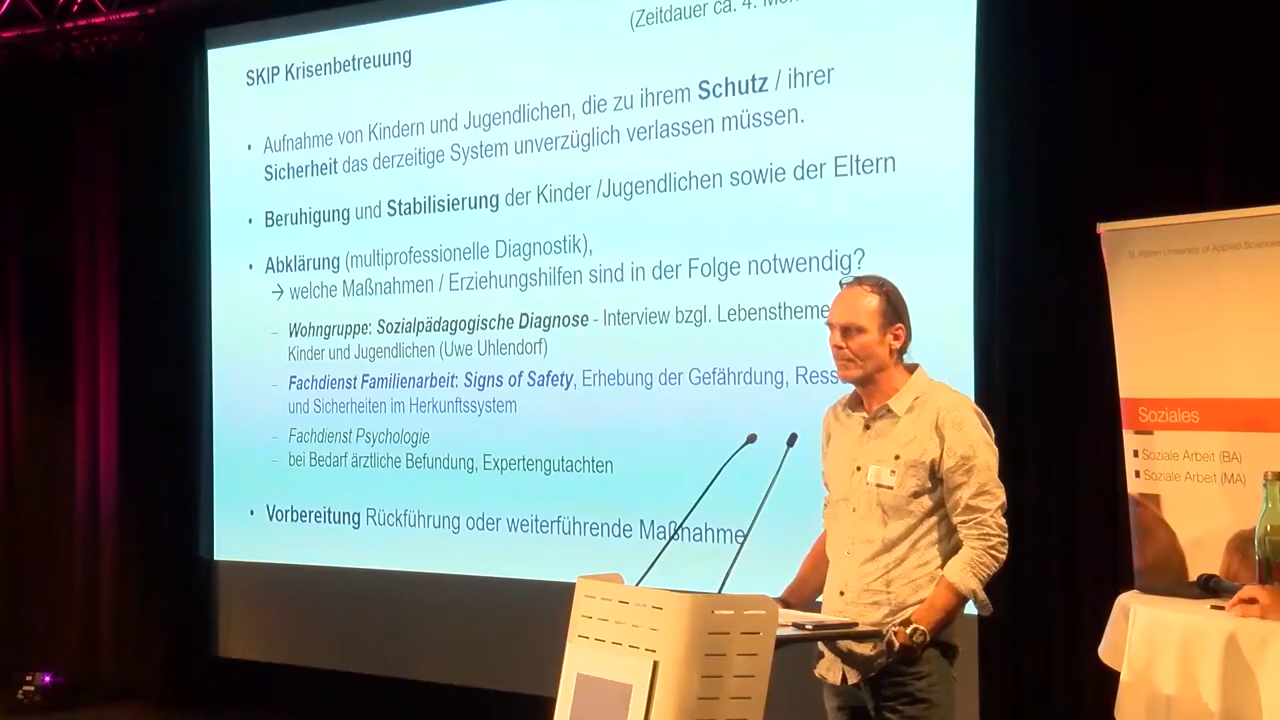 (Zeitdauer ca. 4.
SKIP Krisenbetreuung
• Aufnahme von Kindern und Jugendlichen, die zu ihrem Schutz / ihrer
Sicherheit das derzeitige System unverzüglich verlassen müssen.
• Beruhigung und Stabilisierung der Kinder /Jugendlichen sowie der Eltern
• Abklärung (multiprofessionelle Diagnostik),
→ welche Maßnahmen / Erziehungshilfen sind in der Folge notwendig?
– Wohngruppe: Sozialpädagogische Diagnose - Interview bzgl. Lebenstheme
Kinder und Jugendlichen (Uwe Uhlendorf)
– Fachdienst Familienarbeit: Signs of Safety, Erhebung der Gefährdung, Ress
und Sicherheiten im Herkunftssystem
– Fachdienst Psychologie
– bei Bedarf ärztliche Befundung, Expertengutachten
• Vorbereitung Rückführung oder weiterführende Maßnahme
St. Pölten University of Applied Sciences
Soziales
Soziale Arbeit (BA)
Soziale Arbeit (MA)